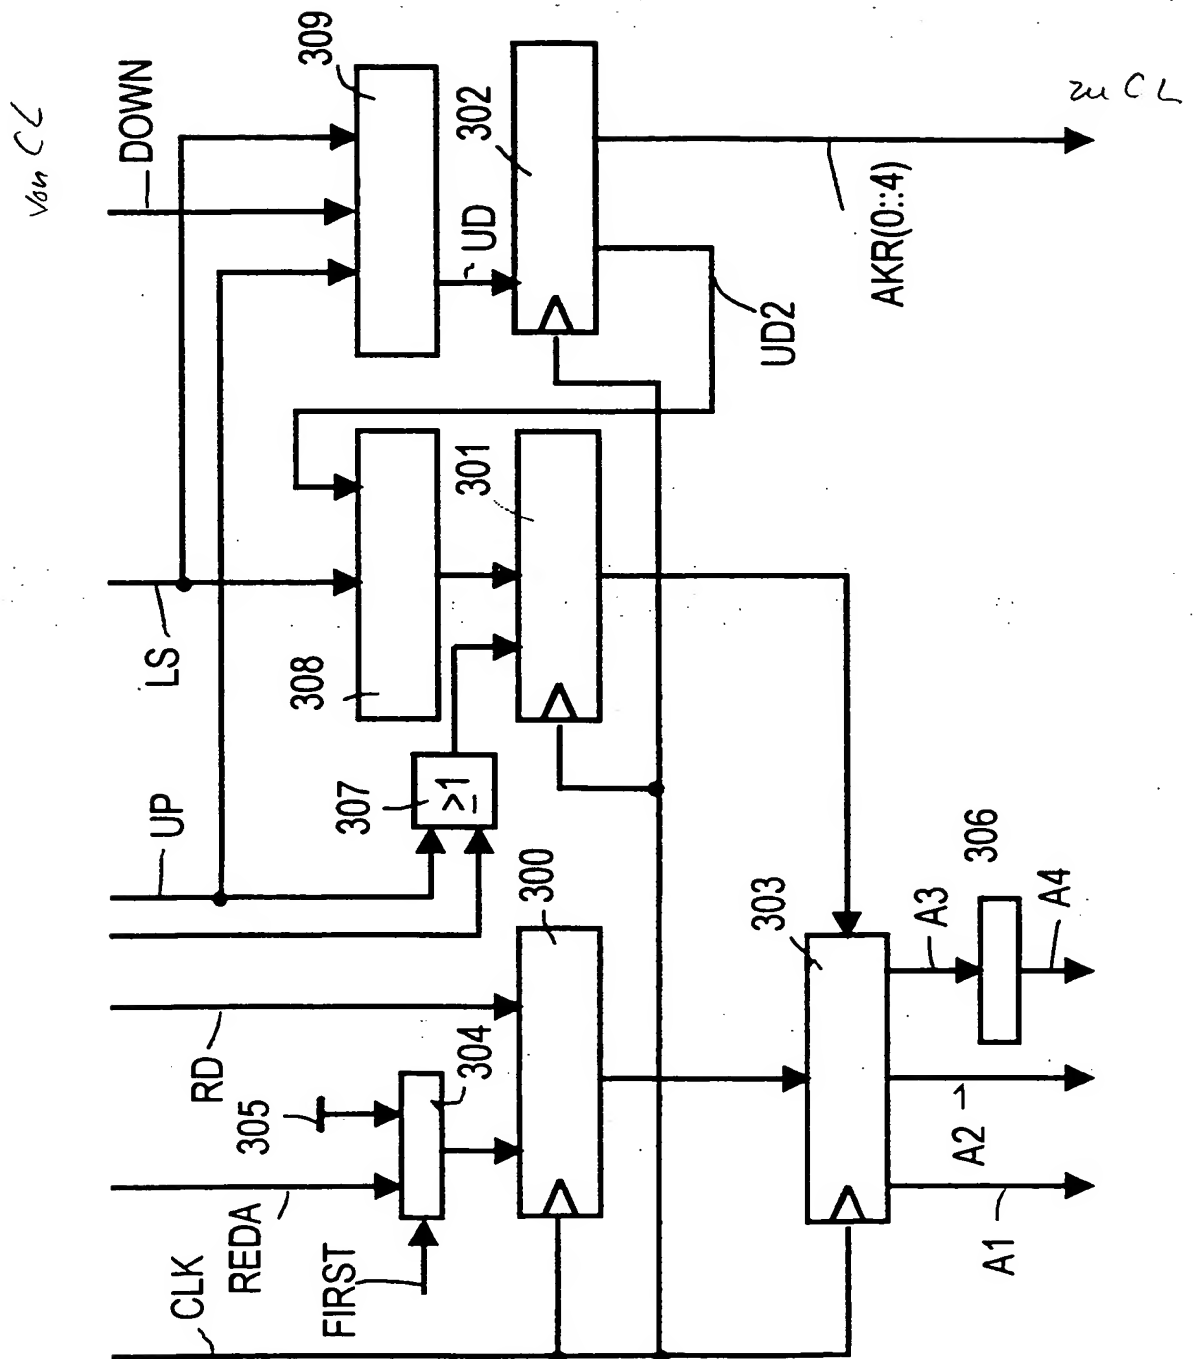 von CL
DOWN
309
302
zu CL
UD
AKR(0::4)
UD2
LS
308
301
UP
307
≥1
300
303
306
A3
A4
RD
304
305
REDA
FIRST
CLK
A2
A1